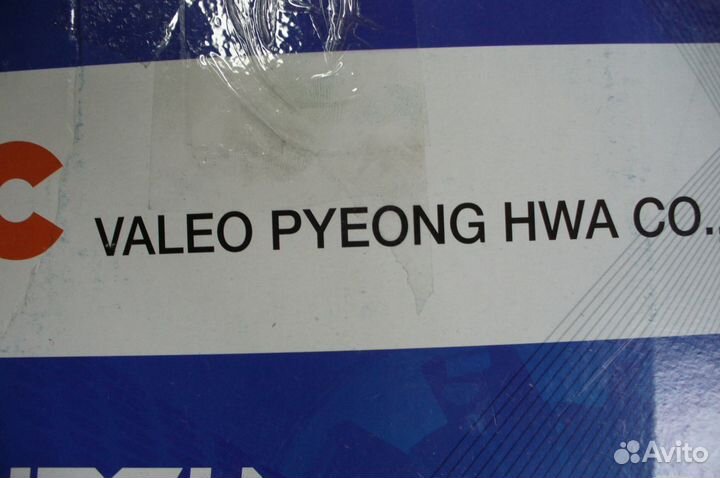 C
VALEO PYEONG HWA CO.,
Avito